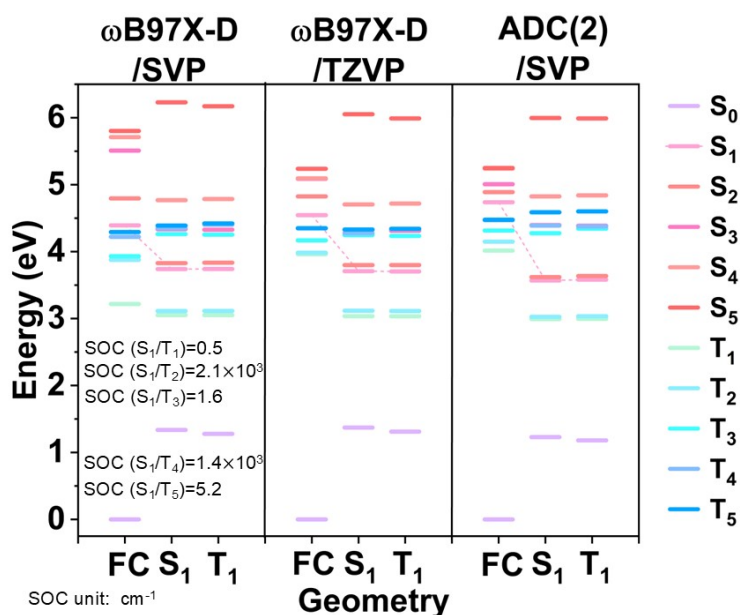 ωB97X-D
/SVP
ωB97X-D
/TZVP
ADC(2)
/SVP
Energy (eV)
6
5
4
3
2
1
0
SOC (S₁/T₁)=0.5
SOC (S₁/T₂)=2.1×10³
SOC (S₁/T₃)=1.6
SOC (S₁/T₄)=1.4×10³
SOC (S₁/T₅)=5.2
FC S₁ T₁
FC S₁ T₁
FC S₁ T₁
Geometry
SOC unit: cm⁻¹
S₀
S₁
S₂
S₃
S₄
S₅
T₁
T₂
T₃
T₄
T₅